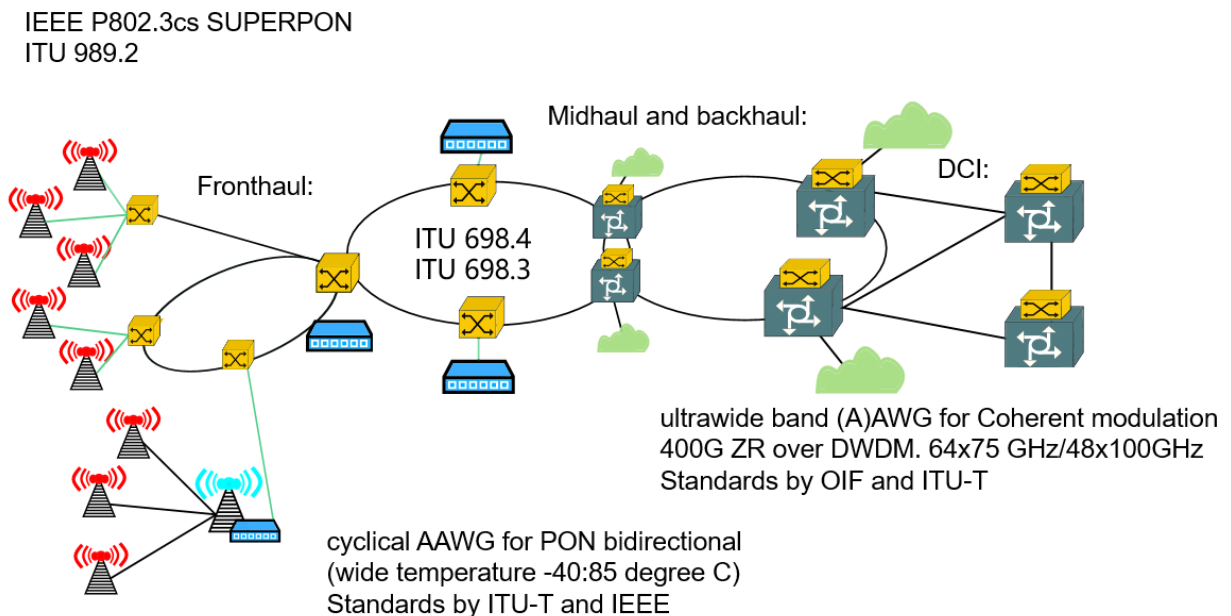 IEEE P802.3cs SUPERPON
ITU 989.2
Midhaul and backhaul:
Fronthaul:
DCI:
ITU 698.4
ITU 698.3
ultrawide band (A)AWG for Coherent modulation
400G ZR over DWDM. 64x75 GHz/48x100GHz
Standards by OIF and ITU-T
cyclical AAWG for PON bidirectional
(wide temperature -40:85 degree C)
Standards by ITU-T and IEEE